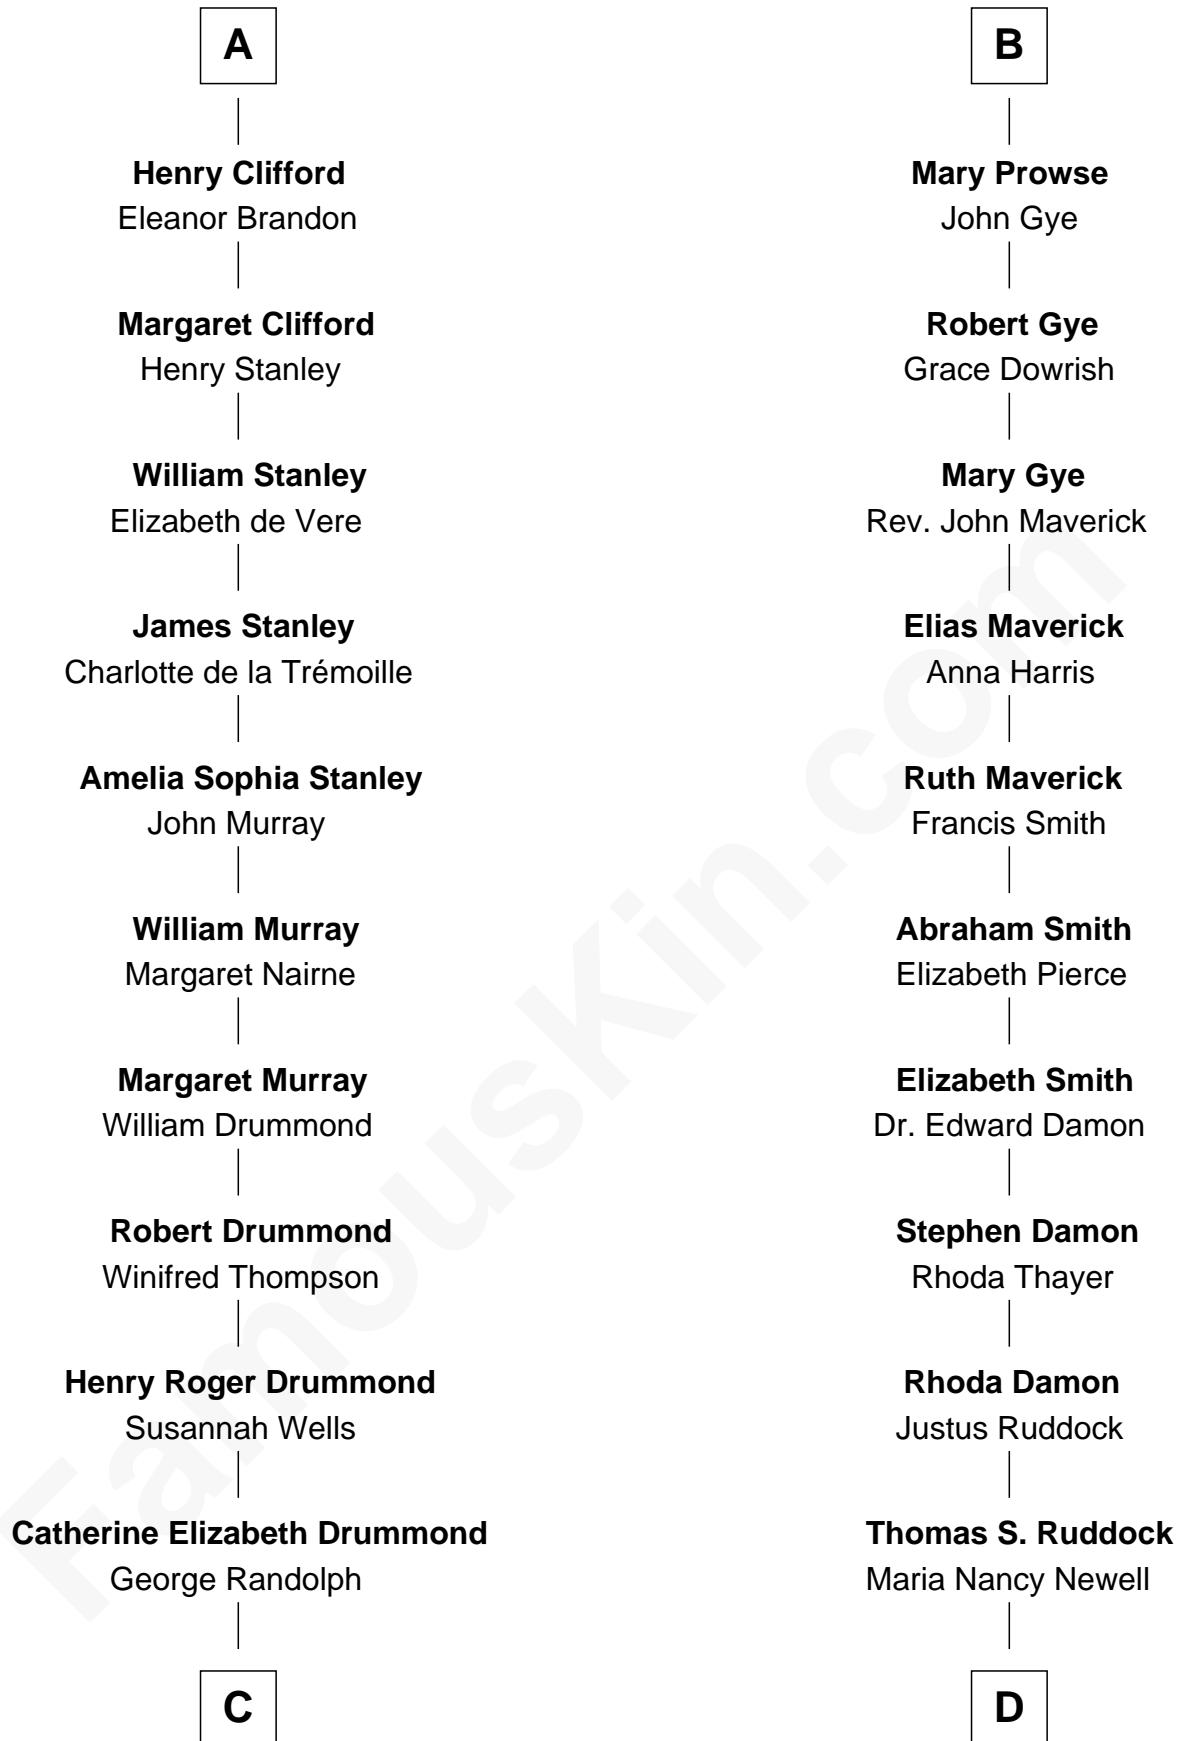 A
Henry Clifford
Eleanor Brandon
Margaret Clifford
Henry Stanley
William Stanley
Elizabeth de Vere
James Stanley
Charlotte de la Trémoille
Amelia Sophia Stanley
John Murray
William Murray
Margaret Nairne
Margaret Murray
William Drummond
Robert Drummond
Winifred Thompson
Henry Roger Drummond
Susannah Wells
Catherine Elizabeth Drummond
George Randolph
C
B
Mary Prowse
John Gye
Robert Gye
Grace Dowrish
Mary Gye
Rev. John Maverick
Elias Maverick
Anna Harris
Ruth Maverick
Francis Smith
Abraham Smith
Elizabeth Pierce
Elizabeth Smith
Dr. Edward Damon
Stephen Damon
Rhoda Thayer
Rhoda Damon
Justus Ruddock
Thomas S. Ruddock
Maria Nancy Newell
D
FamousKin.com